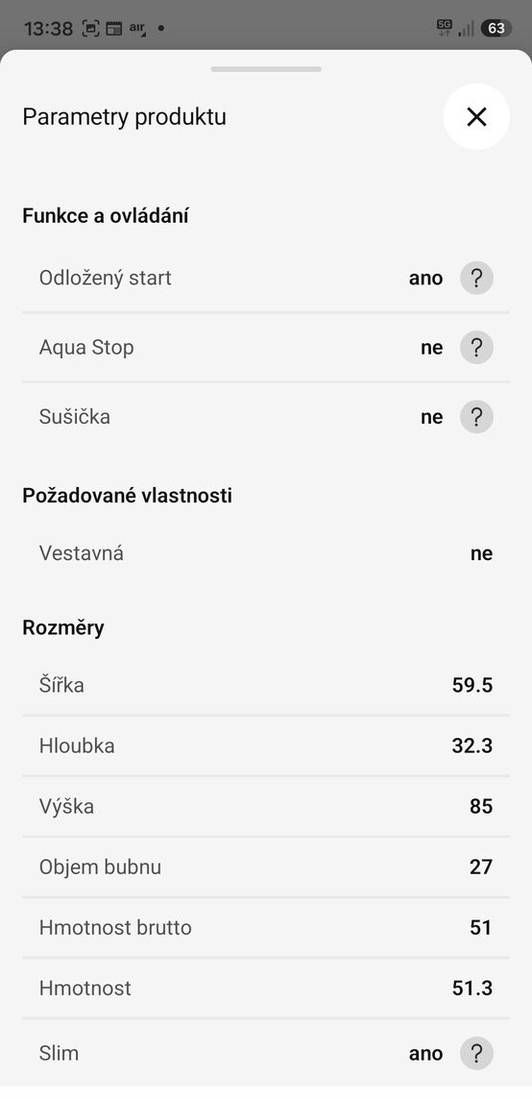 13:38 air 5G 63
Parametry produktu
Funkce a ovládání
Odložený start ano ?
Aqua Stop ne ?
Sušička ne ?
Požadované vlastnosti
Vestavná ne
Rozměry
Šířka 59.5
Hloubka 32.3
Výška 85
Objem bubnu 27
Hmotnost brutto 51
Hmotnost 51.3
Slim ano ?